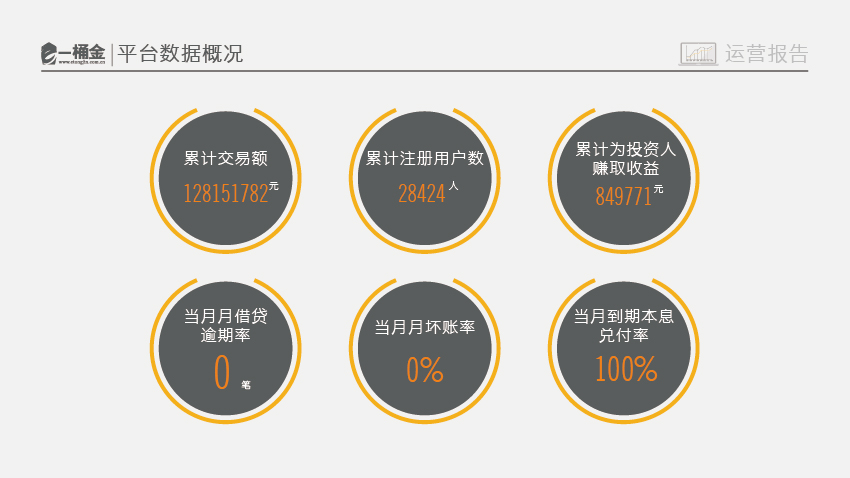 一桶金
平台数据概况
运营报告
累计交易额
128151782元
累计注册用户数
28424人
累计为投资人
赚取收益
849771元
当月月借贷
逾期率
0 笔
当月月坏账率
0%
当月到期本息
兑付率
100%